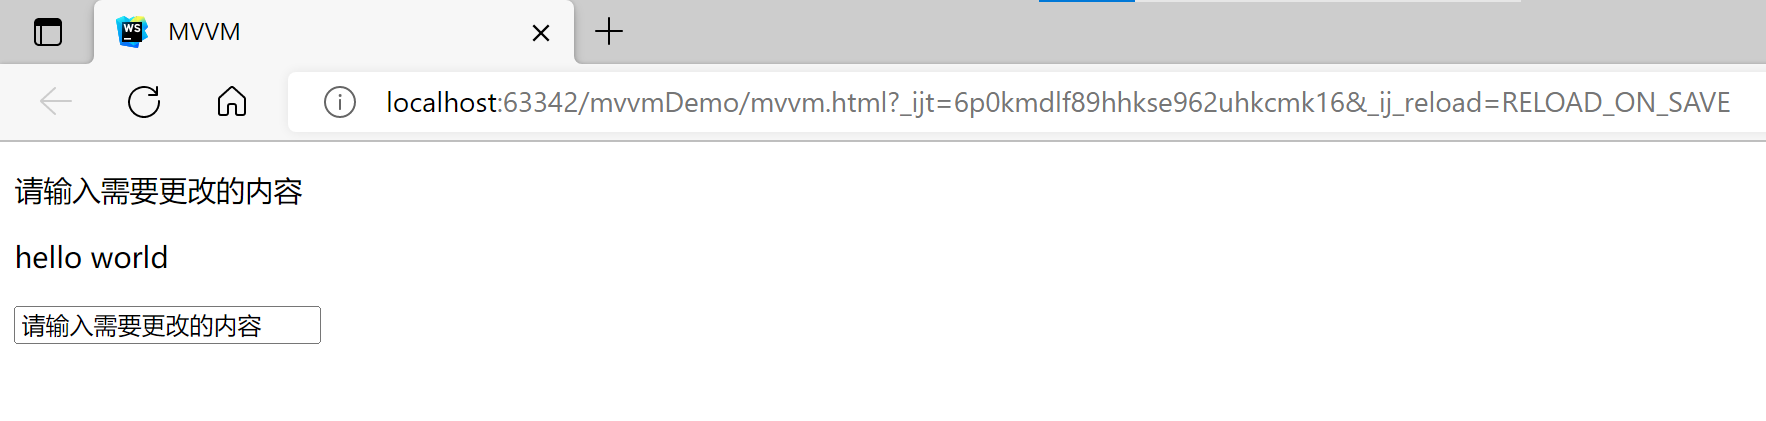 WS
MVVM
localhost:63342/mvvmDemo/mvvm.html?_ijt=6p0kmdlf89hhkse962uhkcmk16&_ij_reload=RELOAD_ON_SAVE
请输入需要更改的内容
hello world
请输入需要更改的内容